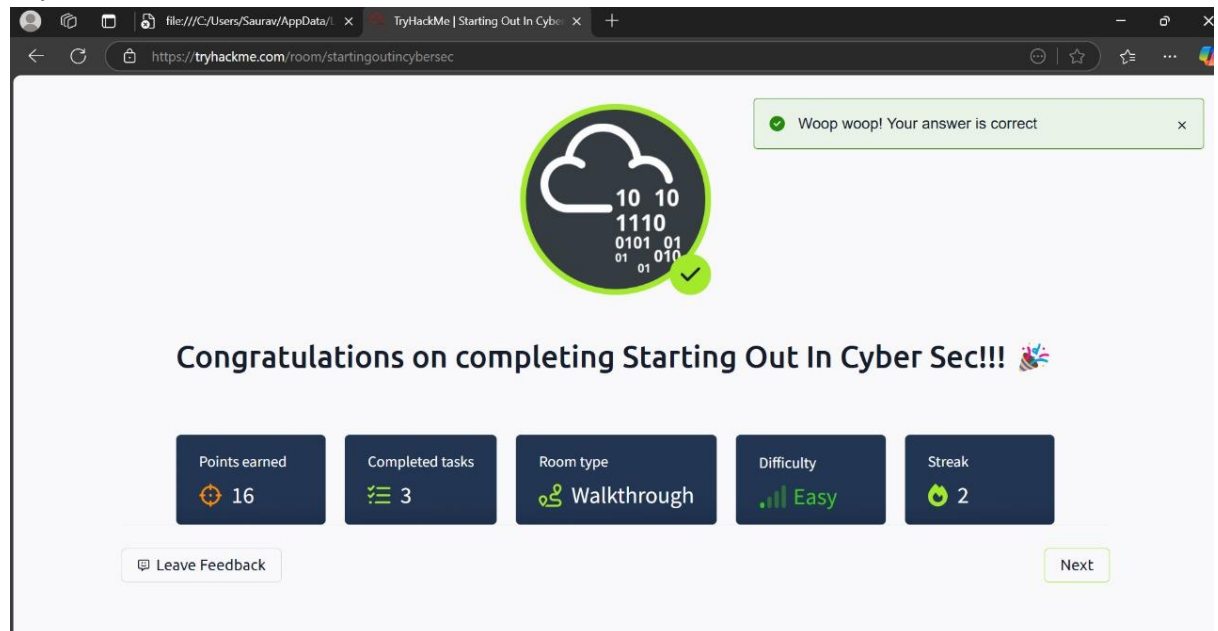 file:///C:/Users/Saurav/AppData/L
TryHackMe | Starting Out In Cyber
https://tryhackme.com/room/startingoutincybersec
Woop woop! Your answer is correct
10 10
1110
0101 01
01 010
01
Congratulations on completing Starting Out In Cyber Sec!!! 🎉
Points earned
16
Completed tasks
3
Room type
Walkthrough
Difficulty
Easy
Streak
2
Leave Feedback
Next